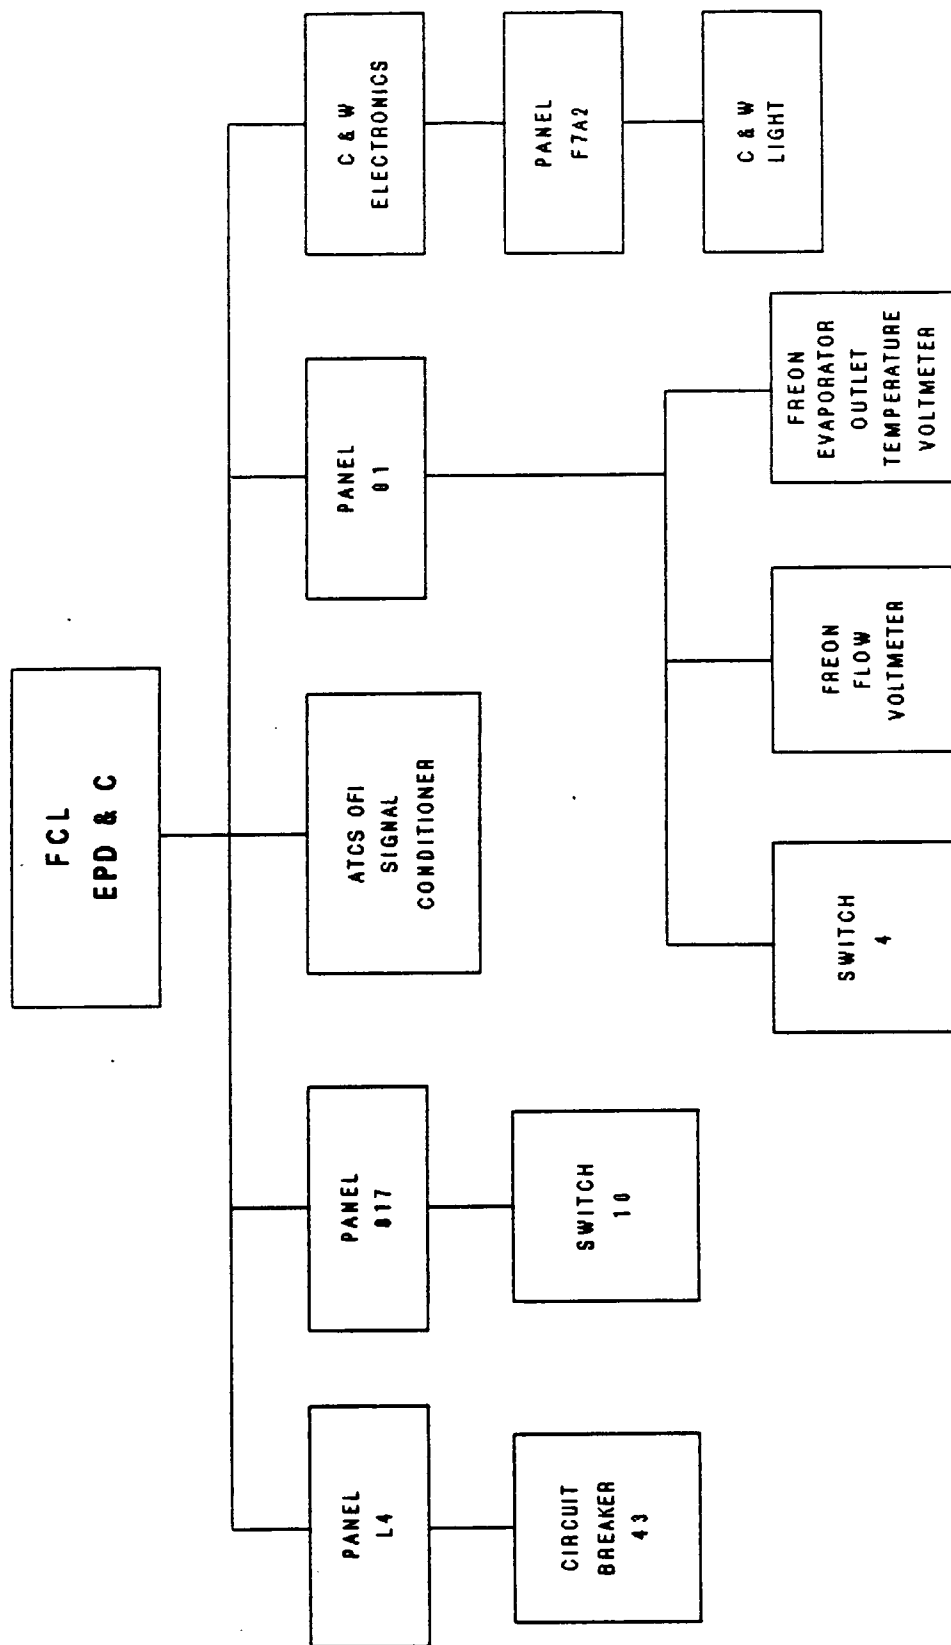 FCL
EPD & C
PANEL
L4
PANEL
817
ATCS OFI
SIGNAL
CONDITIONER
PANEL
01
C & W
ELECTRONICS
CIRCUIT
BREAKER
43
SWITCH
10
PANEL
F7A2
SWITCH
4
FREON
FLOW
VOLTMETER
FREON
EVAPORATOR
OUTLET
TEMPERATURE
VOLTMETER
C & W
LIGHT